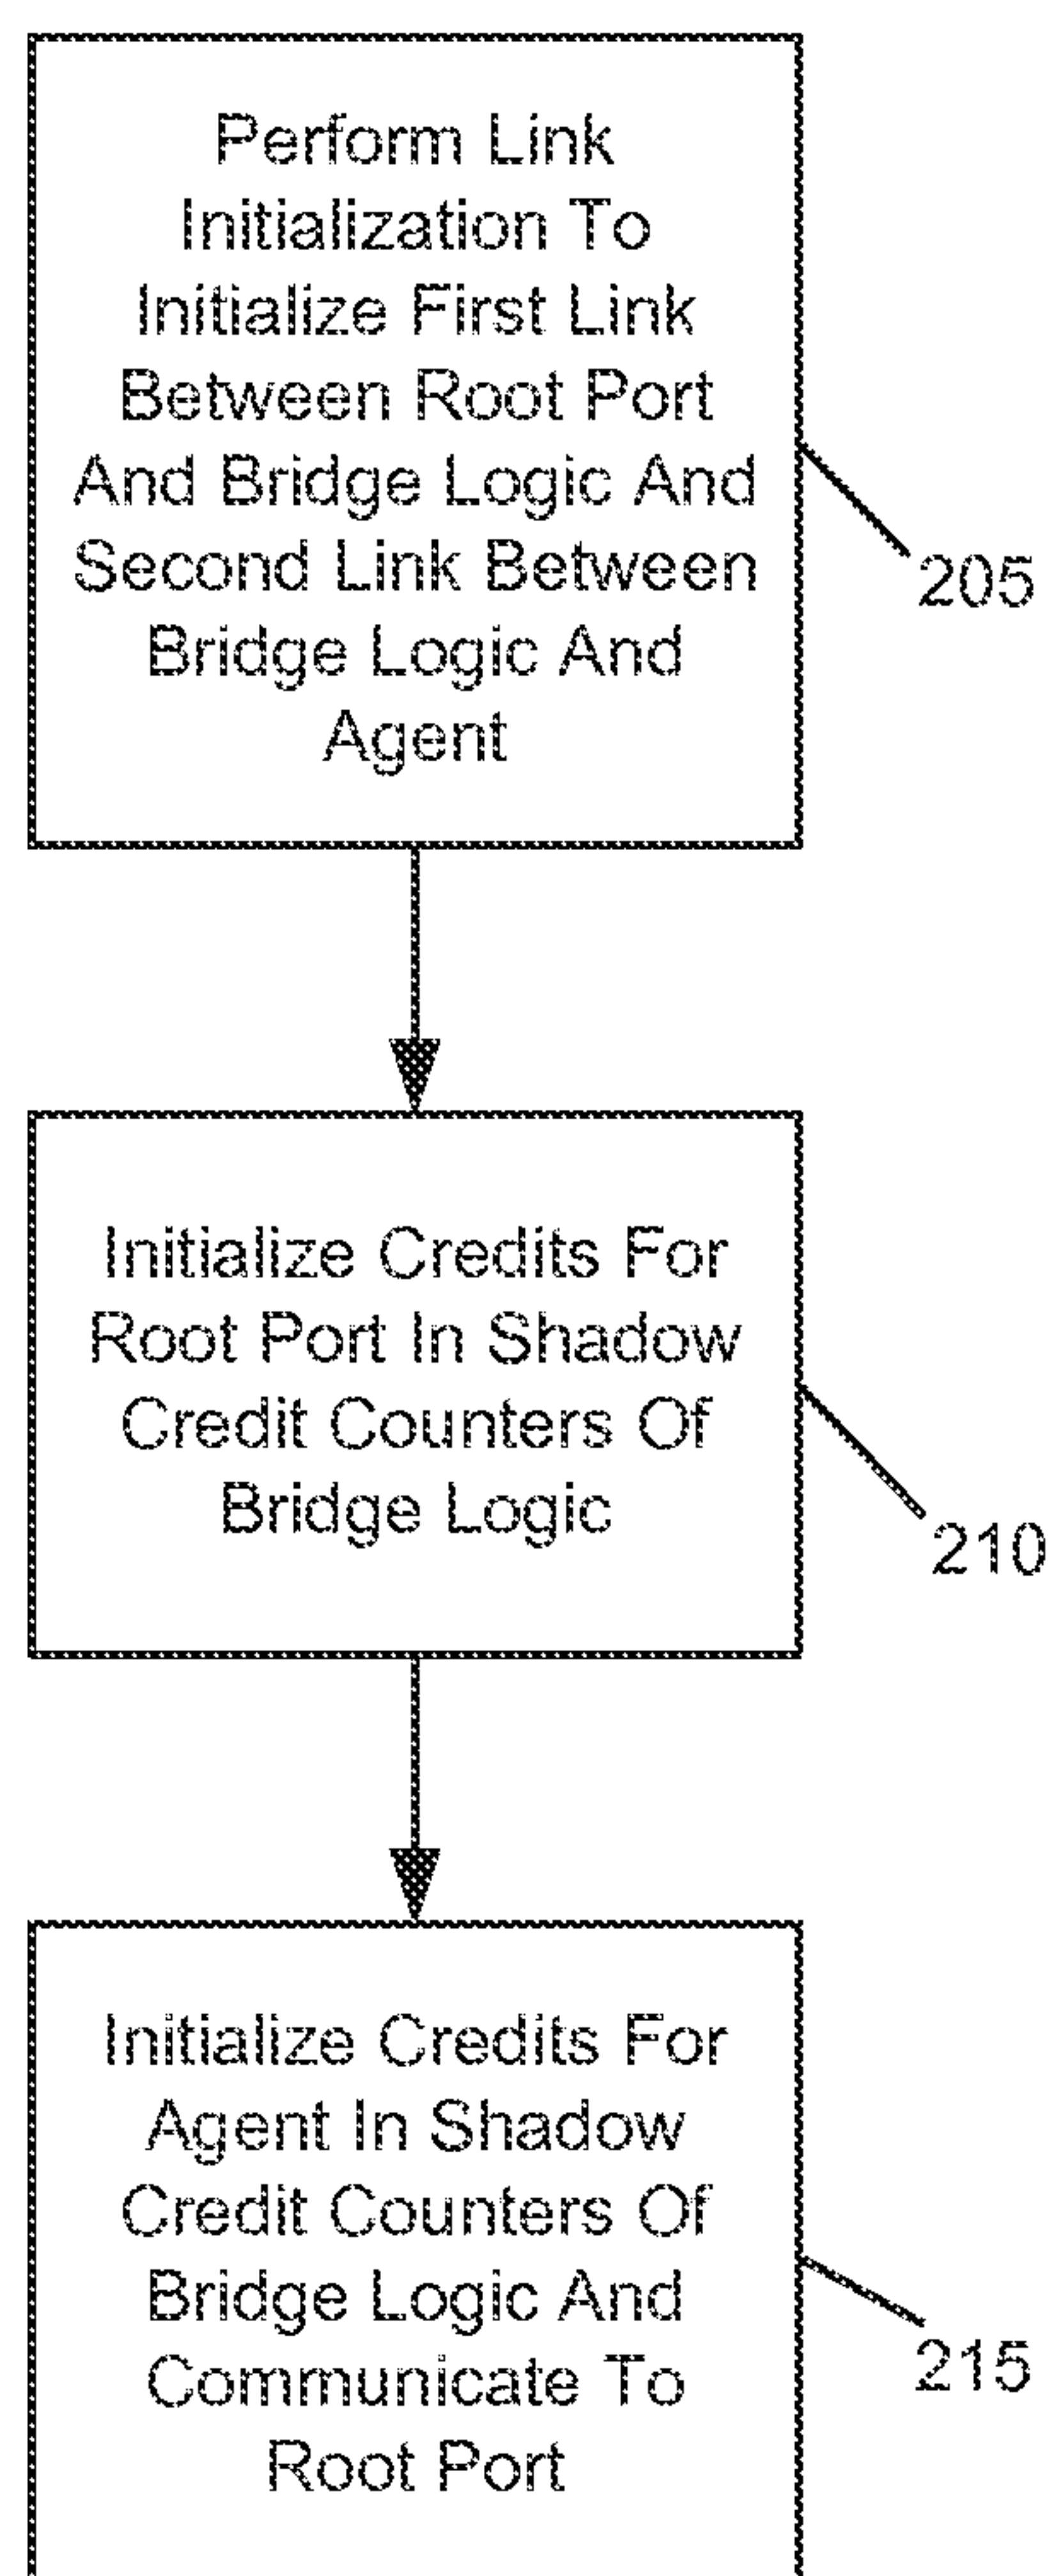 Perform Link
Initialization To
Initialize First Link
Between Root Port
And Bridge Logic And
Second Link Between
Bridge Logic And
Agent
205
Initialize Credits For
Root Port In Shadow
Credit Counters Of
Bridge Logic
210
Initialize Credits For
Agent In Shadow
Credit Counters Of
Bridge Logic And
Communicate To
Root Port
215